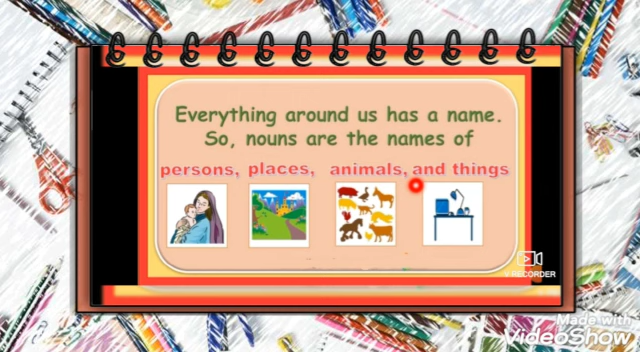 Everything around us has a name.
So, nouns are the names of
persons, places, animals, and things
V RECORDER
Made with
VideoShow